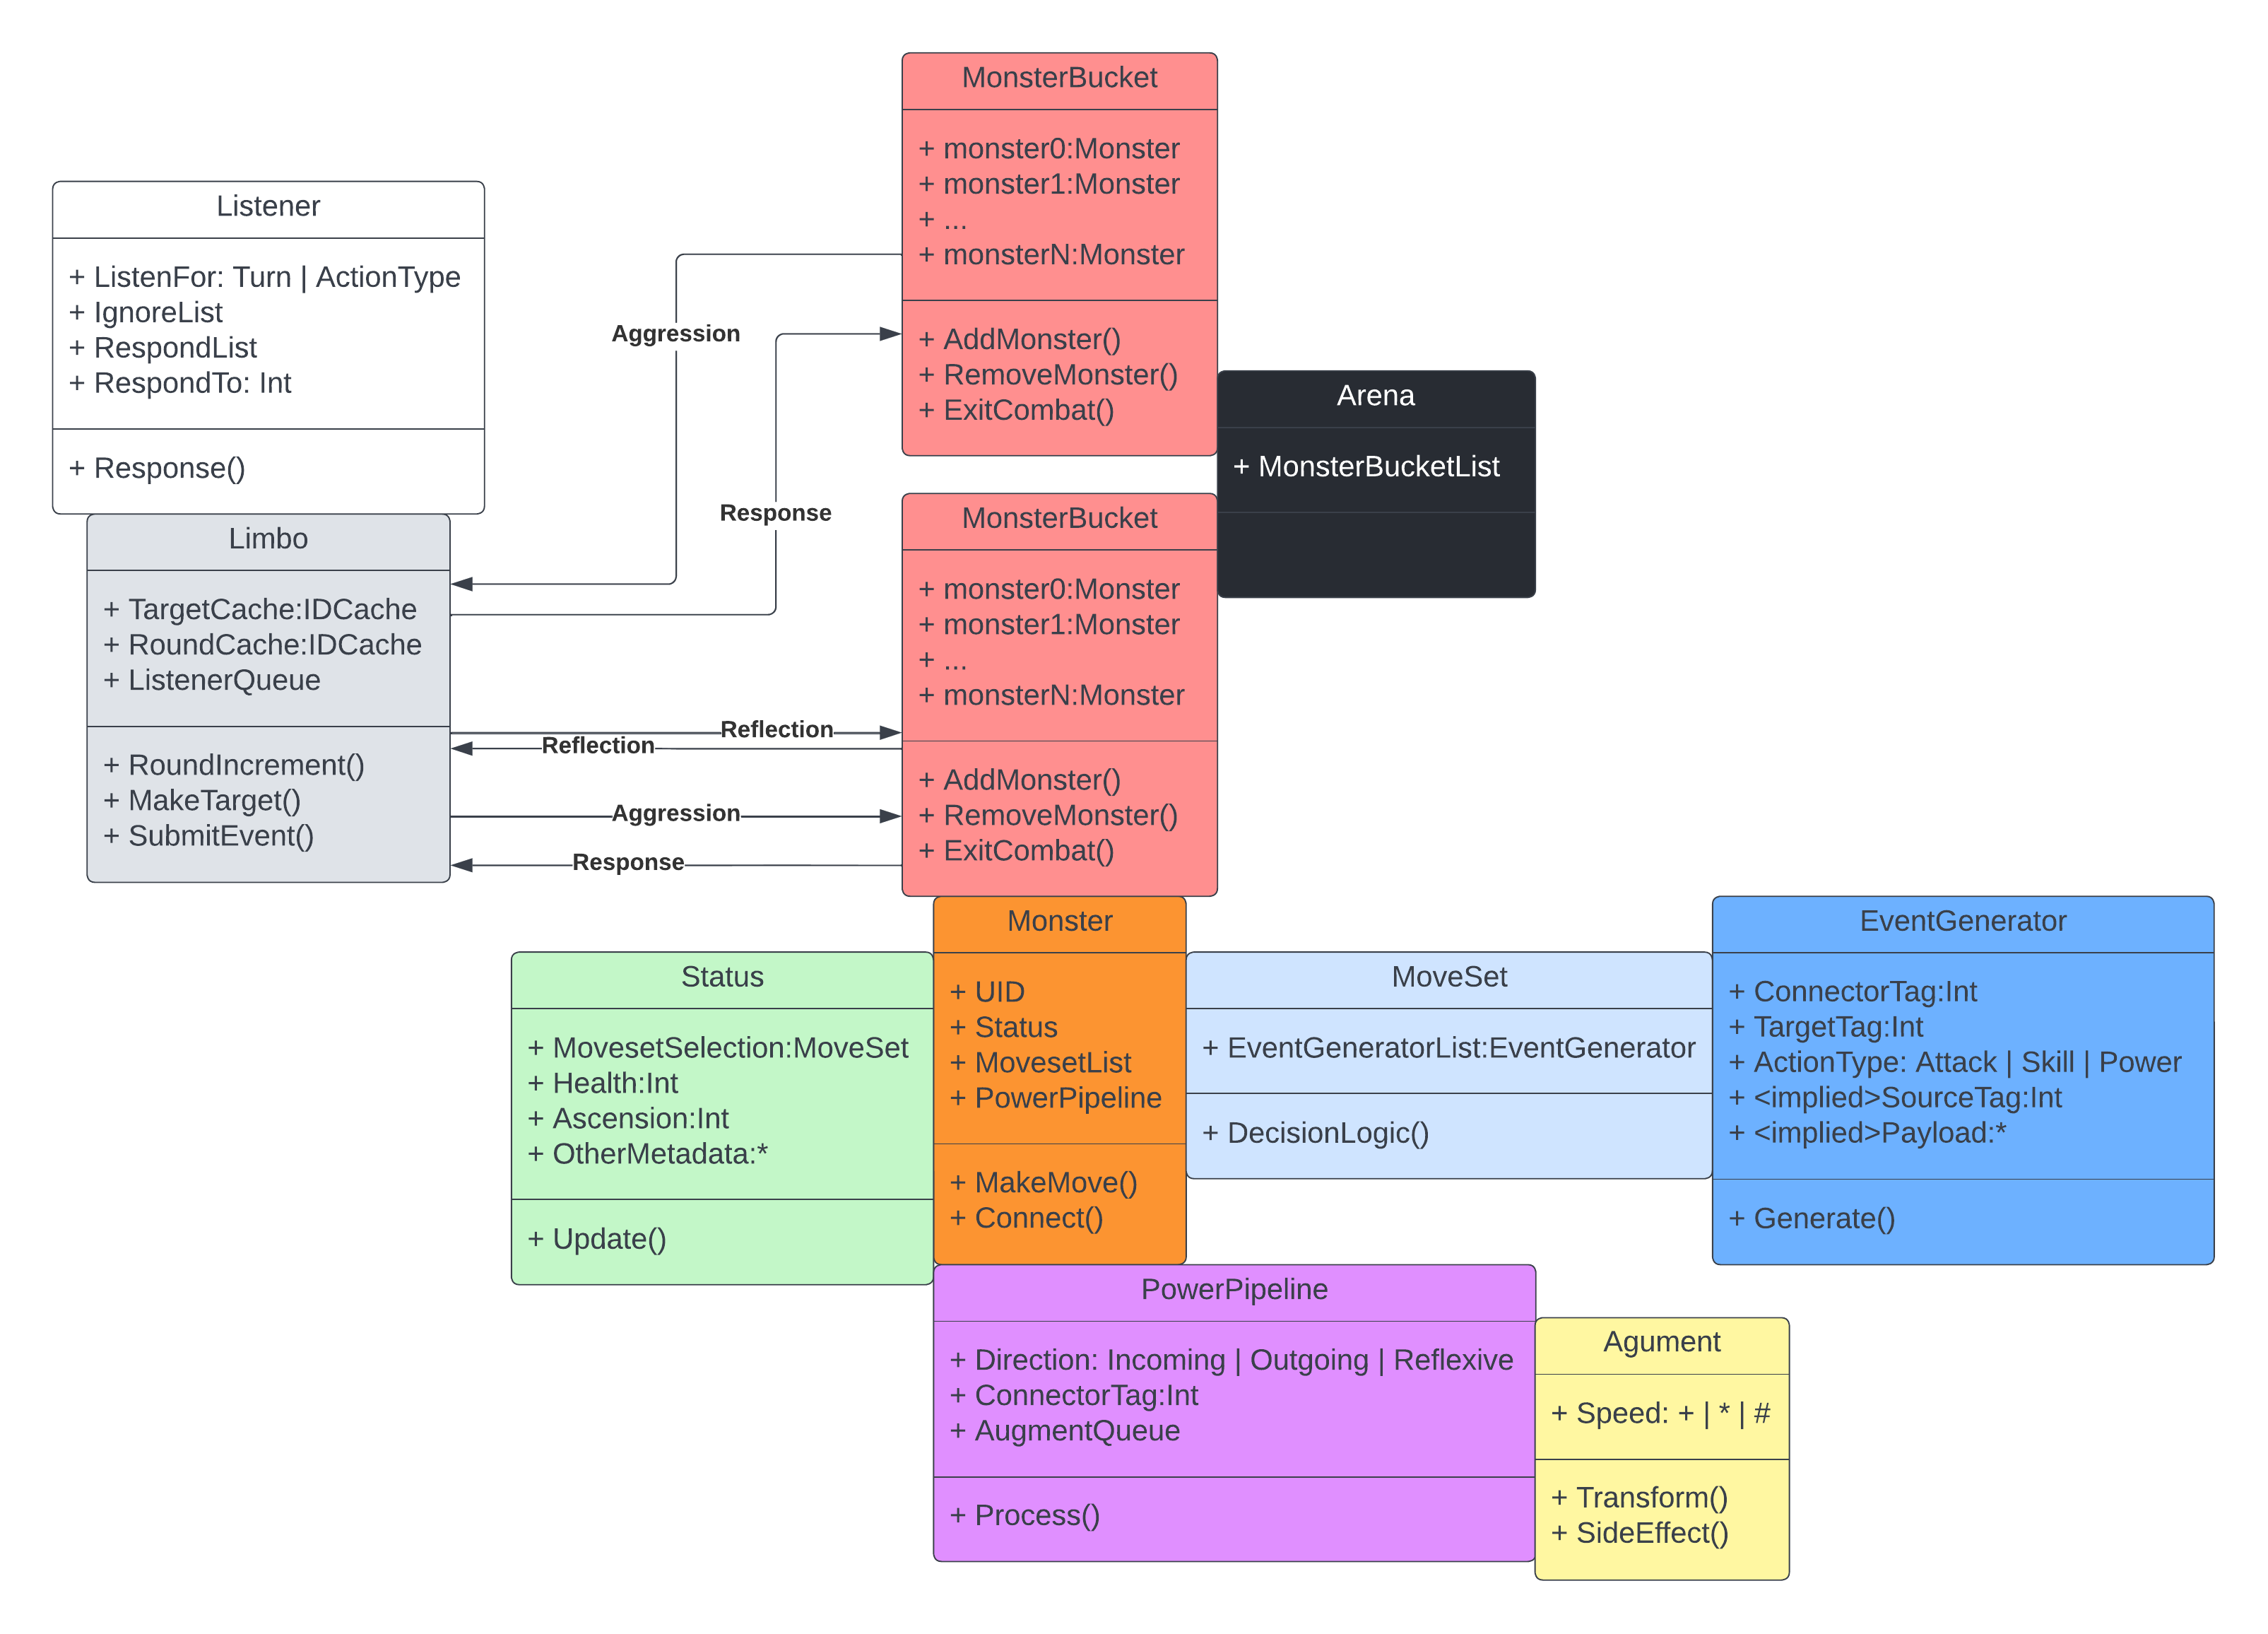 MonsterBucket
+ monster0:Monster
+ monster1:Monster
+ ...
+ monsterN:Monster
+ AddMonster()
+ RemoveMonster()
+ ExitCombat()
Listener
+ ListenFor: Turn | ActionType
+ IgnoreList
+ RespondList
+ RespondTo: Int
+ Response()
Aggression
Response
Arena
+ MonsterBucketList
Limbo
+ TargetCache:IDCache
+ RoundCache:IDCache
+ ListenerQueue
+ RoundIncrement()
+ MakeTarget()
+ SubmitEvent()
MonsterBucket
+ monster0:Monster
+ monster1:Monster
+ ...
+ monsterN:Monster
+ AddMonster()
+ RemoveMonster()
+ ExitCombat()
Reflection
Reflection
Aggression
Response
Monster
+ UID
+ Status
+ MovesetList
+ PowerPipeline
+ MakeMove()
+ Connect()
Status
+ MovesetSelection:MoveSet
+ Health:Int
+ Ascension:Int
+ OtherMetadata:*
+ Update()
MoveSet
+ EventGeneratorList:EventGenerator
+ DecisionLogic()
EventGenerator
+ ConnectorTag:Int
+ TargetTag:Int
+ ActionType: Attack | Skill | Power
+ <implied>SourceTag:Int
+ <implied>Payload:*
+ Generate()
PowerPipeline
+ Direction: Incoming | Outgoing | Reflexive
+ ConnectorTag:Int
+ AugmentQueue
+ Process()
Agument
+ Speed: + | * | #
+ Transform()
+ SideEffect()